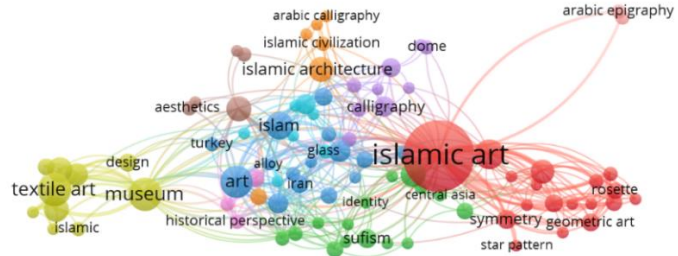 arabic epigraphy
arabic calligraphy
islamic civilization
dome
islamic architecture
aesthetics
calligraphy
islam
turkey
glass
islamic art
design
alloy
textile art
museum
art
iran
central asia
rosette
identity
historical perspective
symmetry
geometric art
islamic
sufism
star pattern